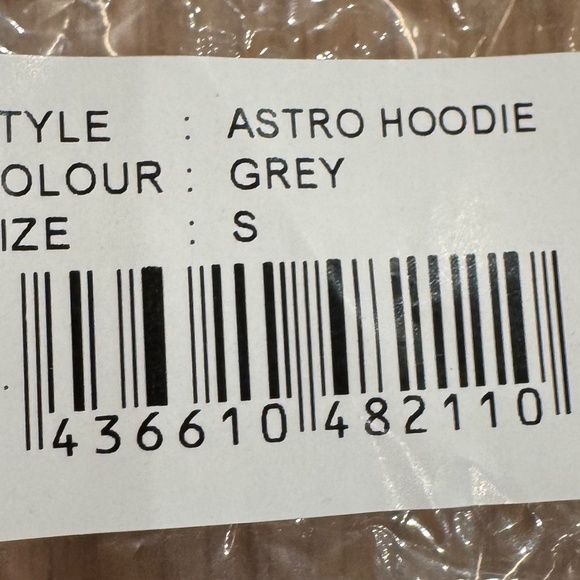 TYLE : ASTRO HOODIE
OLOUR : GREY
IZE : S
436610 482110